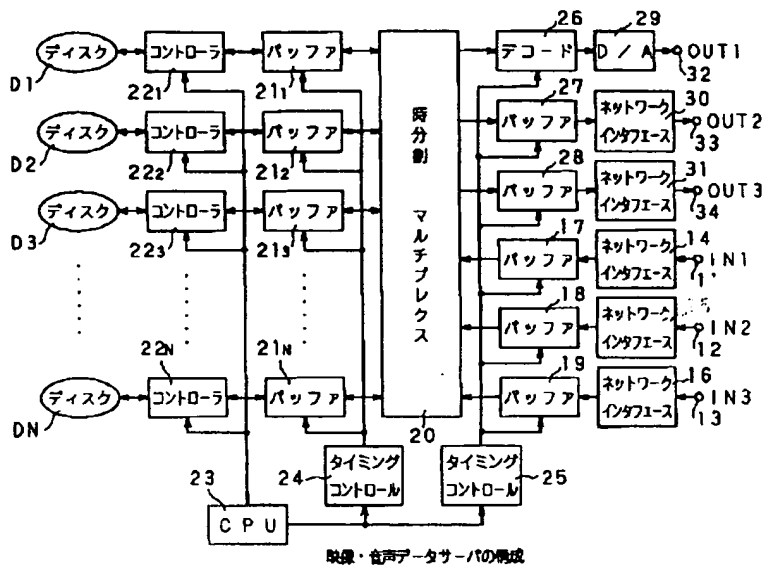 26
29
ディスク
コントローラ
バッファ
デコード
D/A
OUT1
D1
22₁
21₁
27
32
30
ディスク
コントローラ
バッファ
バッファ
ネットワーク
インタフェース
OUT2
D2
22₂
21₂
28
33
31
ディスク
コントローラ
バッファ
時分割 マルチプレクス
バッファ
ネットワーク
インタフェース
OUT3
D3
22₃
21₃
17
34
14
バッファ
ネットワーク
インタフェース
IN1
18
バッファ
ネットワーク
インタフェース
IN2
12
22N
21N
19
16
ディスク
コントローラ
バッファ
バッファ
ネットワーク
インタフェース
IN3
DN
20
13
23
24
タイミング
コントロール
タイミング
コントロール
25
CPU
映像・音声データサーバの構成